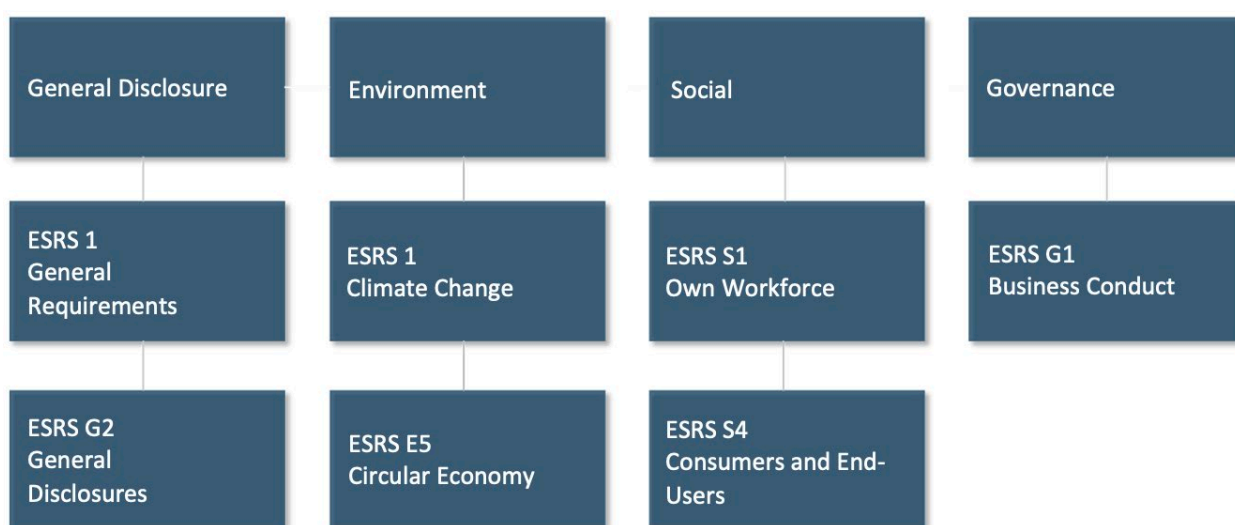 General Disclosure
Environment
Social
Governance
ESRS 1
General
Requirements
ESRS 1
Climate Change
ESRS S1
Own Workforce
ESRS G1
Business Conduct
ESRS G2
General
Disclosures
ESRS E5
Circular Economy
ESRS S4
Consumers and End-
Users